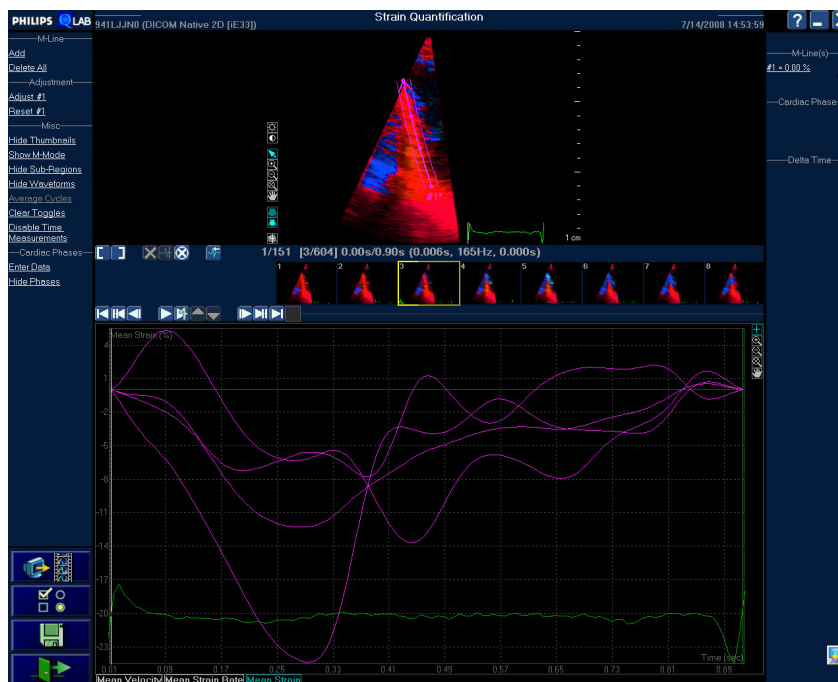 PHILIPS QLAB
941LJJN0 (DICOM Native 2D [iE33])
Strain Quantification
7/14/2008 14:53:59
?
M-Line
Add
Delete All
Adjustment
Adjust #1
Reset #1
Misc
Hide Thumbnails
Show M-Mode
Hide Sub-Regions
Hide Waveforms
Average Cycles
Clear Toggles
Disable Time
Measurements
Cardiac Phases
Enter Data
Hide Phases
M-Line(s)
#1 = 0.00 %
Cardiac Phases
Delta Time
#1
1 cm
1/151 [3/604] 0.00s/0.90s (0.006s, 165Hz, 0.000s)
1 2 3 4 5 6 7 8
Mean Strain (%)
4
1
-2
-5
-8
-11
-14
-17
-20
-23
Time (sec)
0.01 0.09 0.17 0.25 0.33 0.41 0.49 0.57 0.65 0.73 0.81 0.89
Mean Velocity Mean Strain Rate Mean Strain